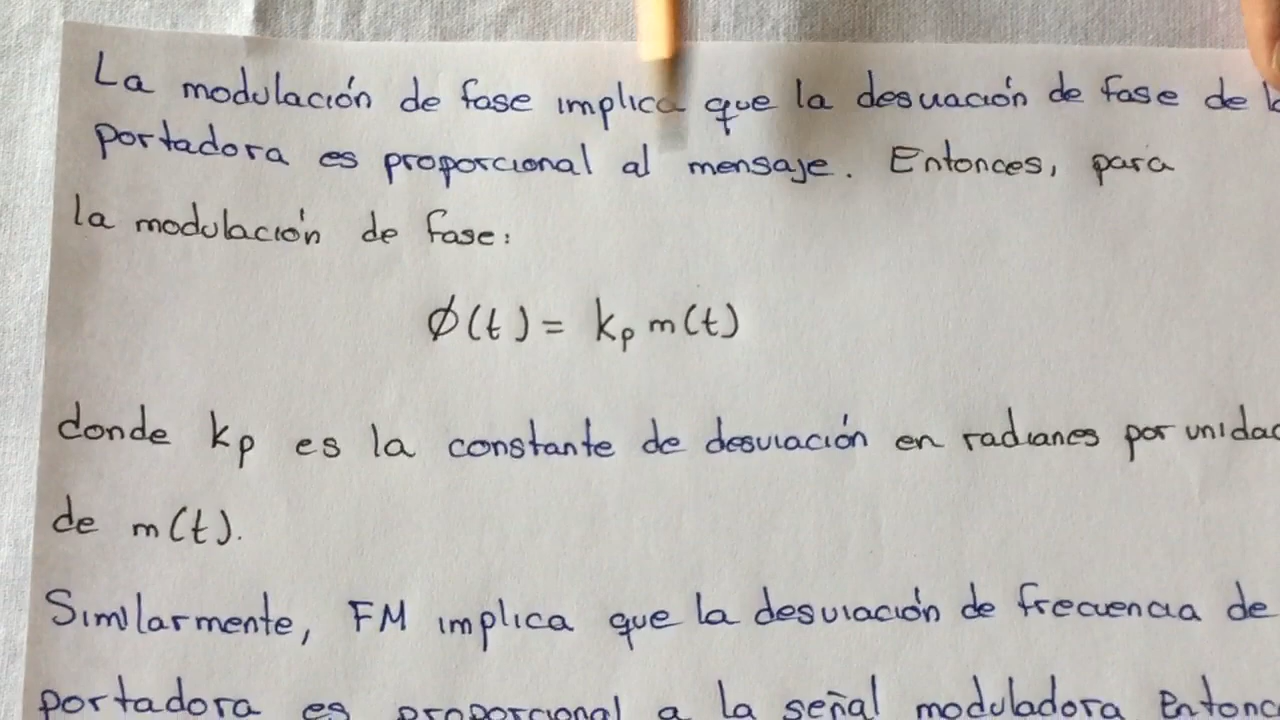 La modulación de fase implica que la desviación de fase de l
portadora es proporcional al mensaje. Entonces, para
la modulación de fase:
ϕ(t) = kₚ m(t)
donde kₚ es la constante de desviación en radianes por unidad
de m(t).
Similarmente, FM implica que la desviación de frecuencia de
portadora es proporcional a la señal moduladora Entonc